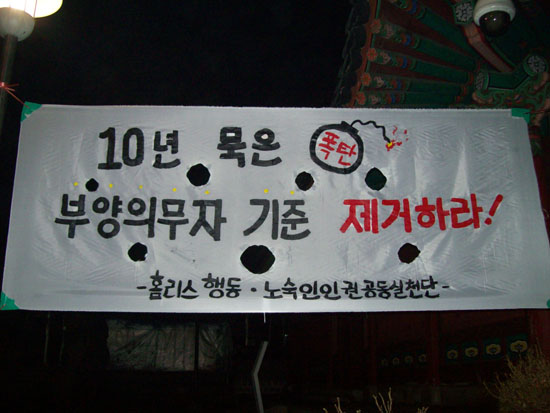 10년 묵은 폭탄
부양의무자 기준 제거하라!
-홈리스 행동·노숙인인권공동실천단-